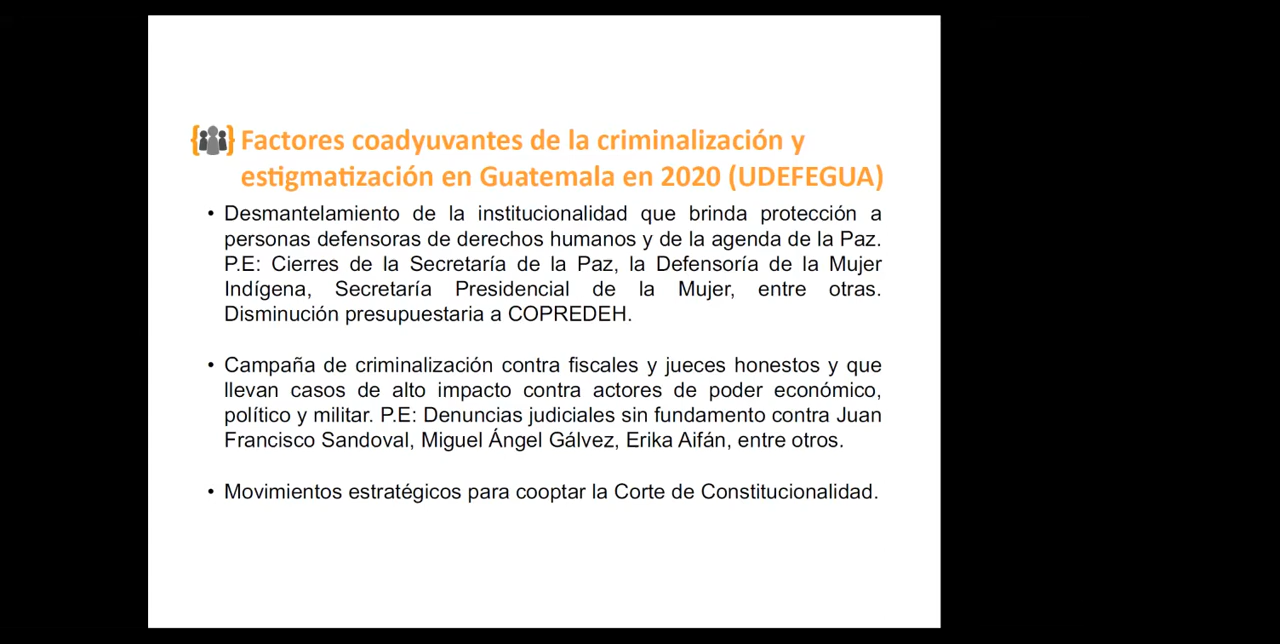 Factores coadyuvantes de la criminalización y
estigmatización en Guatemala en 2020 (UDEFEGUA)
• Desmantelamiento de la institucionalidad que brinda protección a
personas defensoras de derechos humanos y de la agenda de la Paz.
P.E: Cierres de la Secretaría de la Paz, la Defensoría de la Mujer
Indígena, Secretaría Presidencial de la Mujer, entre otras.
Disminución presupuestaria a COPREDEH.
• Campaña de criminalización contra fiscales y jueces honestos y que
llevan casos de alto impacto contra actores de poder económico,
político y militar. P.E: Denuncias judiciales sin fundamento contra Juan
Francisco Sandoval, Miguel Ángel Gálvez, Erika Aifán, entre otros.
• Movimientos estratégicos para cooptar la Corte de Constitucionalidad.